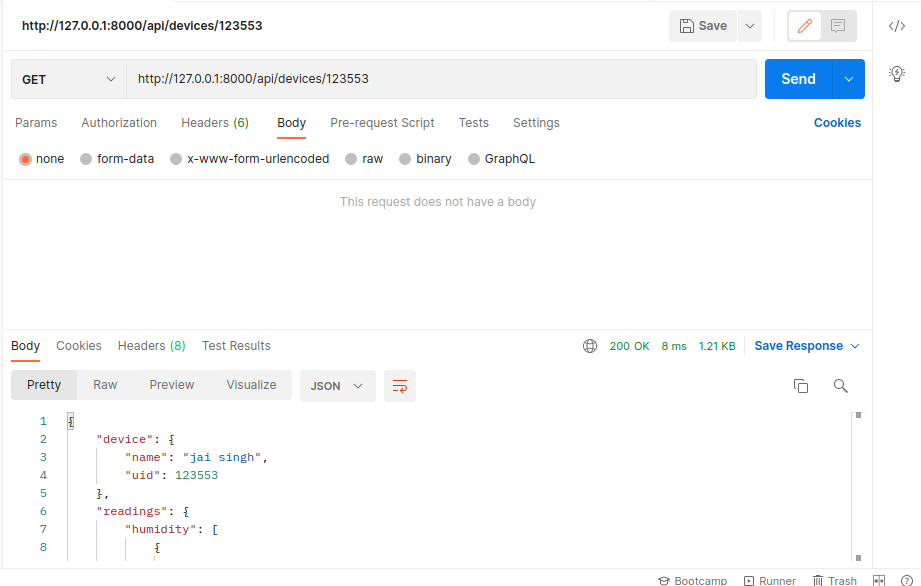 http://127.0.0.1:8000/api/devices/123553
Save
GET http://127.0.0.1:8000/api/devices/123553 Send
Params Authorization Headers (6) Body Pre-request Script Tests Settings Cookies
none form-data x-www-form-urlencoded raw binary GraphQL
This request does not have a body
Body Cookies Headers (8) Test Results 200 OK 8 ms 1.21 KB Save Response
Pretty Raw Preview Visualize JSON
1 {
2 "device": {
3 "name": "jai singh",
4 "uid": 123553
5 },
6 "readings": {
7 "humidity": [
8 {
Bootcamp Runner Trash